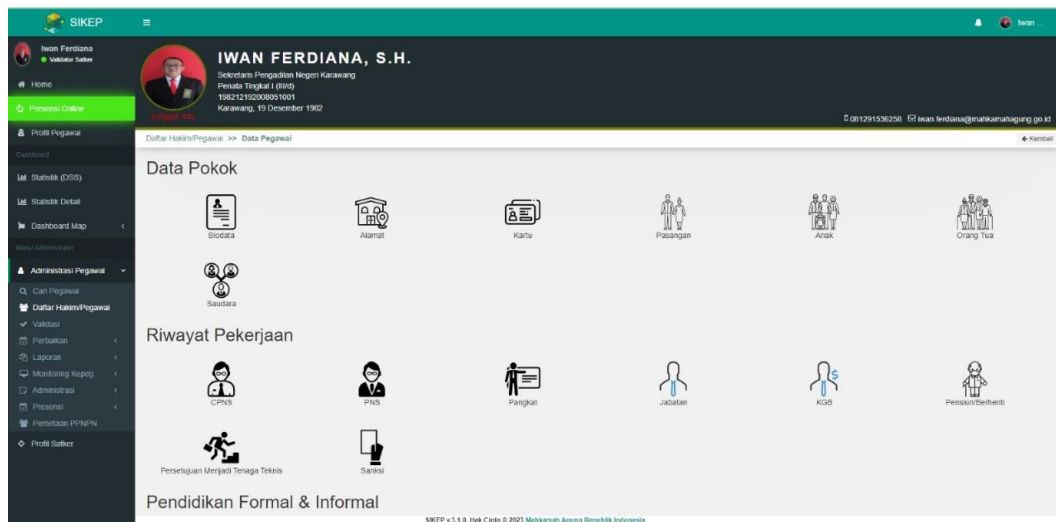 SIKEP
Iwan ...
Iwan Ferdiana
Validator Satker
Home
Presensi Online
Profil Pegawai
Dashboard
Statistik (DSS)
Statistik Detail
Dashboard Map
Menu Administrator
Administrasi Pegawai
Cari Pegawai
Daftar Hakim/Pegawai
Validasi
Perbaikan
Laporan
Monitoring Kepeg
Administrasi
Presensi
Pemetaan PPNPN
Profil Satker
IWAN FERDIANA, S.H.
Sekretaris Pengadilan Negeri Karawang
Penata Tingkat I (III/d)
198212192008051001
Karawang, 19 Desember 1982
[unggah foto]
081291536258 iwan.ferdiana@mahkamahagung.go.id
Daftar Hakim/Pegawai >> Data Pegawai
Kembali
Data Pokok
Biodata
Alamat
Kartu
Pasangan
Anak
Orang Tua
Saudara
Riwayat Pekerjaan
CPNS
PNS
Pangkat
Jabatan
KGB
Pensiun/Berhenti
Persetujuan Menjadi Tenaga Teknis
Sanksi
Pendidikan Formal & Informal
SIKEP v.3.1.0. Hak Cipta © 2023 Mahkamah Agung Republik Indonesia